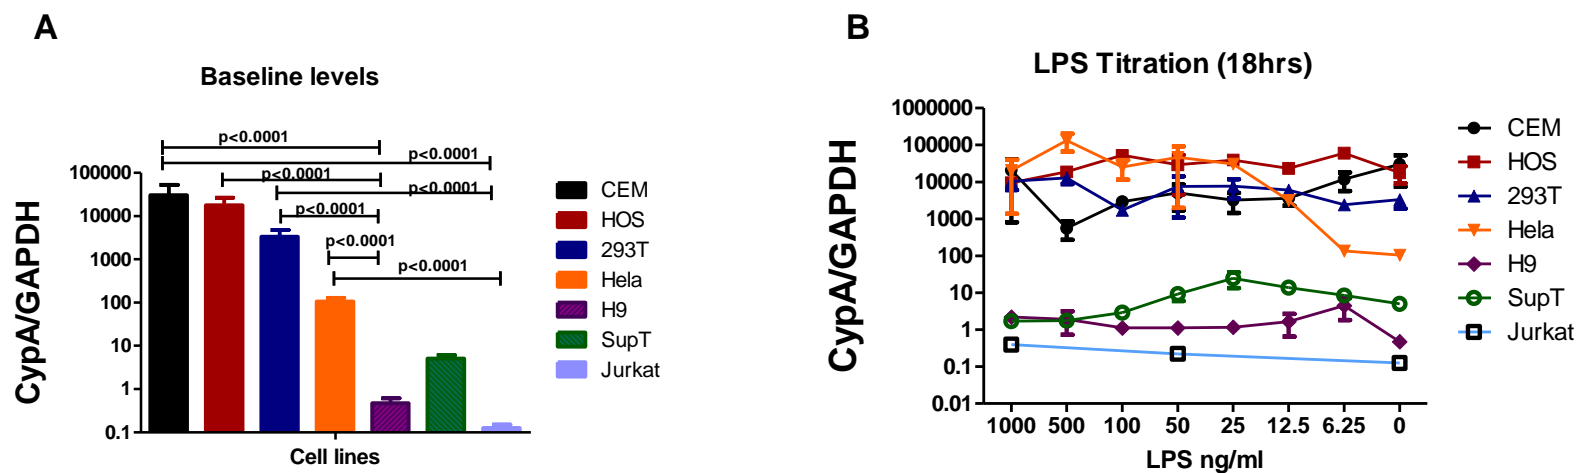 A
Baseline levels
p<0.0001
p<0.0001
p<0.0001
p<0.0001
p<0.0001
p<0.0001
p<0.0001
CypA/GAPDH
100000
10000
1000
100
10
1
0.1
Cell lines
CEM
HOS
293T
Hela
H9
SupT
Jurkat
B
LPS Titration (18hrs)
CypA/GAPDH
1000000
100000
10000
1000
100
10
1
0.1
0.01
1000 500 100 50 25 12.5 6.25 0
LPS ng/ml
CEM
HOS
293T
Hela
H9
SupT
Jurkat